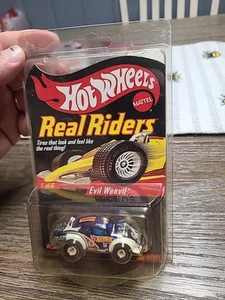 Hot Wheels
MATTEL
Real Riders
Tires that look and feel like
the real thing!
Evil Weevil